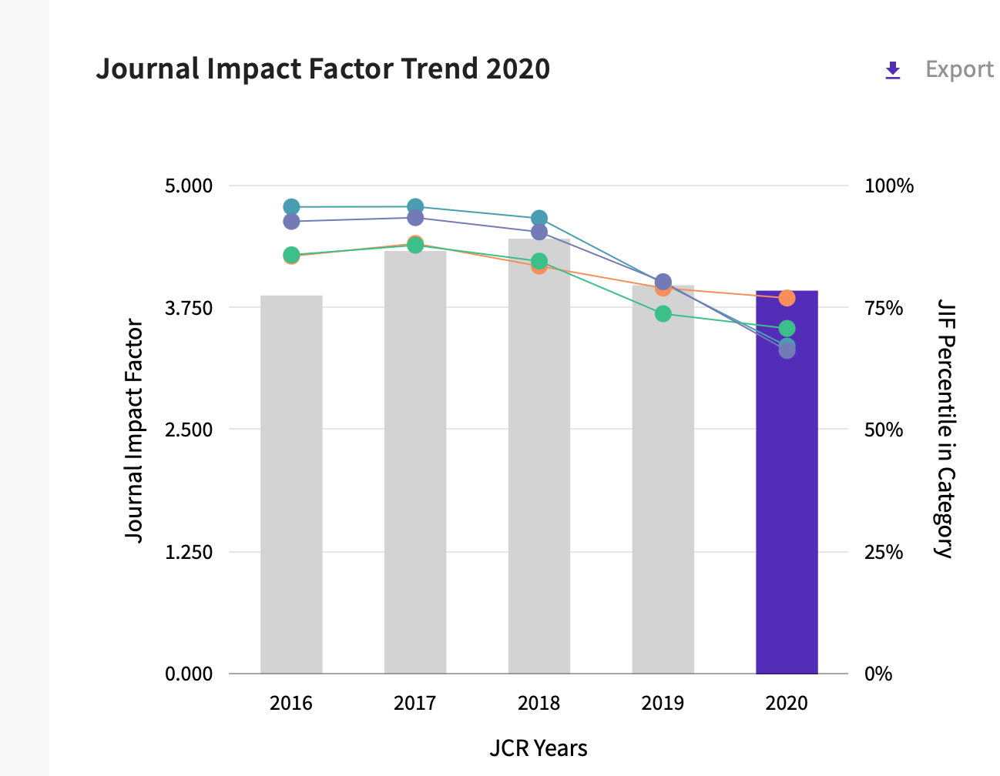 Journal Impact Factor Trend 2020
Export
5.000
3.750
2.500
1.250
0.000
Journal Impact Factor
100%
75%
50%
25%
0%
JIF Percentile in Category
2016 2017 2018 2019 2020
JCR Years